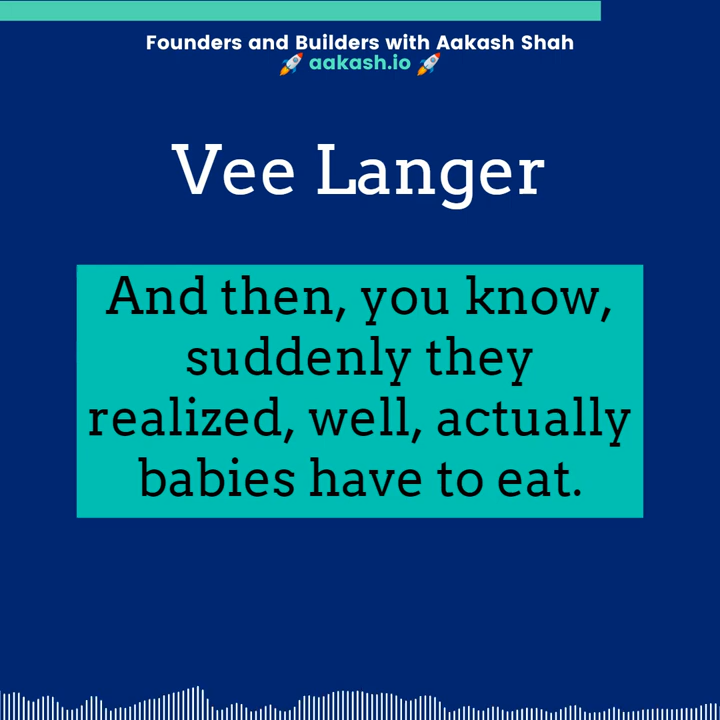 Founders and Builders with Aakash Shah
🚀 aakash.io 🚀
Vee Langer
And then, you know,
suddenly they
realized, well, actually
babies have to eat.